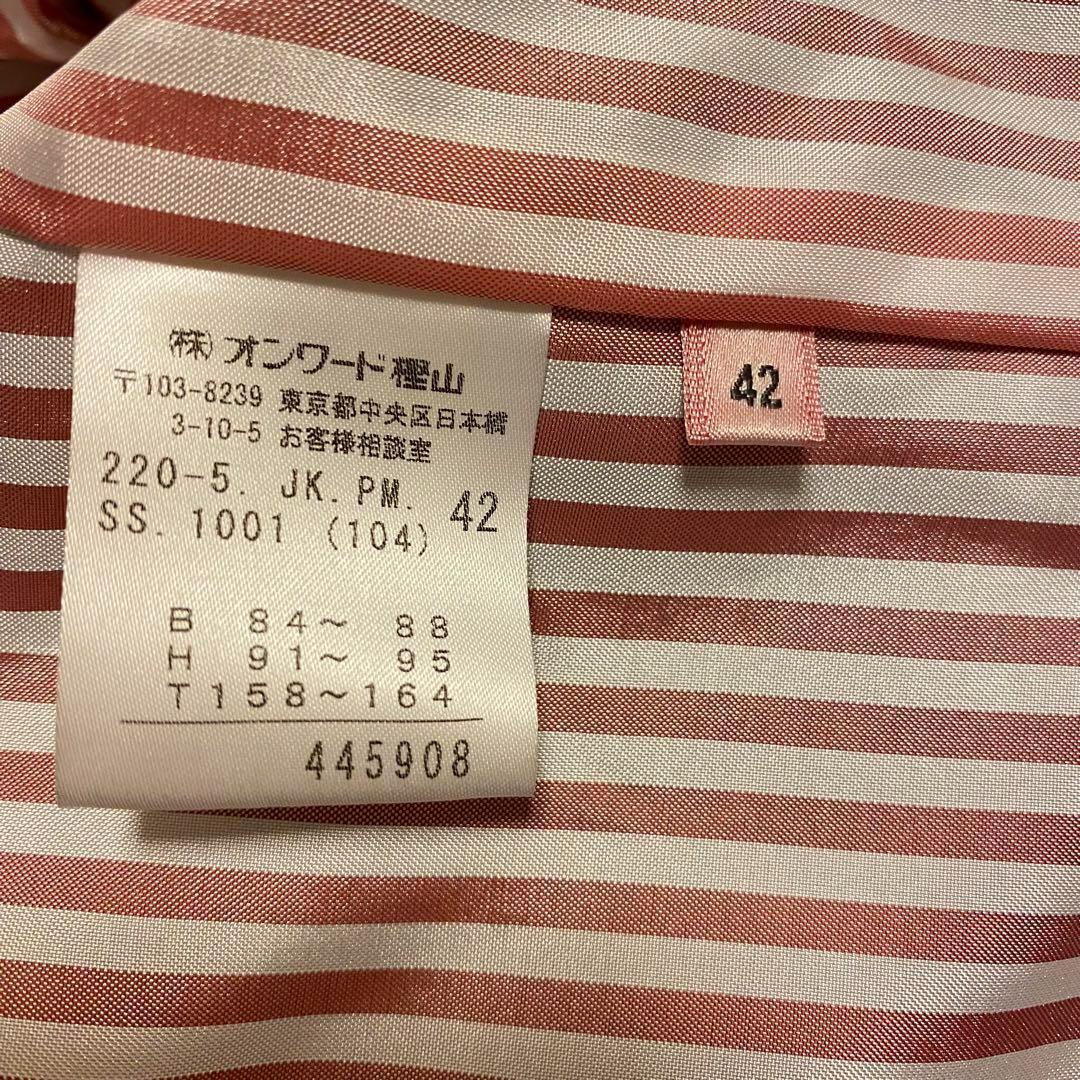 (株)オンワード樫山
〒103-8239 東京都中央区日本橋
3-10-5 お客様相談室
220-5. JK.PM. 42
SS. 1001 (104)
B 84〜 88
H 91〜 95
T158〜164
445908
42